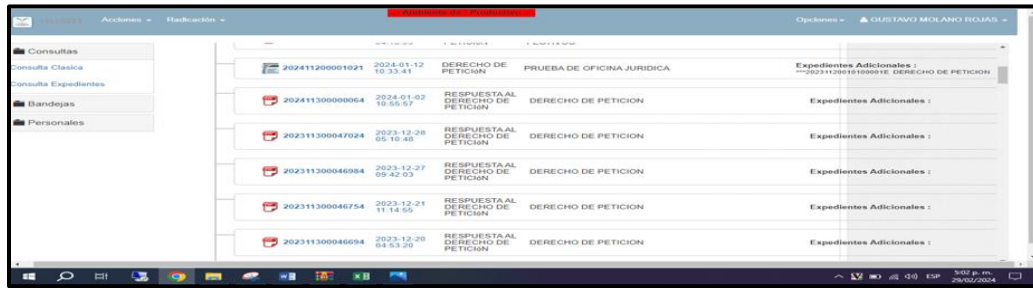 Acciones
Radicación
Ambiente de : Productivo
Opciones
GUSTAVO MOLANO ROJAS
Consultas
Consulta Clasica
Consulta Expedientes
Bandejas
Personales
202411200001021
2024-01-12
10:33:41
DERECHO DE
PETICIóN
PRUEBA DE OFICINA JURIDICA
Expedientes Adicionales :
DERECHO DE PETICION
202411300000064
2024-01-02
10:55:57
RESPUESTA AL
DERECHO DE
PETICIóN
DERECHO DE PETICION
Expedientes Adicionales :
202311300047024
2023-12-28
05:10:48
RESPUESTA AL
DERECHO DE
PETICIóN
DERECHO DE PETICION
Expedientes Adicionales :
202311300046984
2023-12-27
09:42:03
RESPUESTA AL
DERECHO DE
PETICIóN
DERECHO DE PETICION
Expedientes Adicionales :
202311300046754
2023-12-21
11:14:55
RESPUESTA AL
DERECHO DE
PETICIóN
DERECHO DE PETICION
Expedientes Adicionales :
202311300046694
2023-12-20
04:53:20
RESPUESTA AL
DERECHO DE
PETICIóN
DERECHO DE PETICION
Expedientes Adicionales :
ESP
5:02 p. m.
29/02/2024